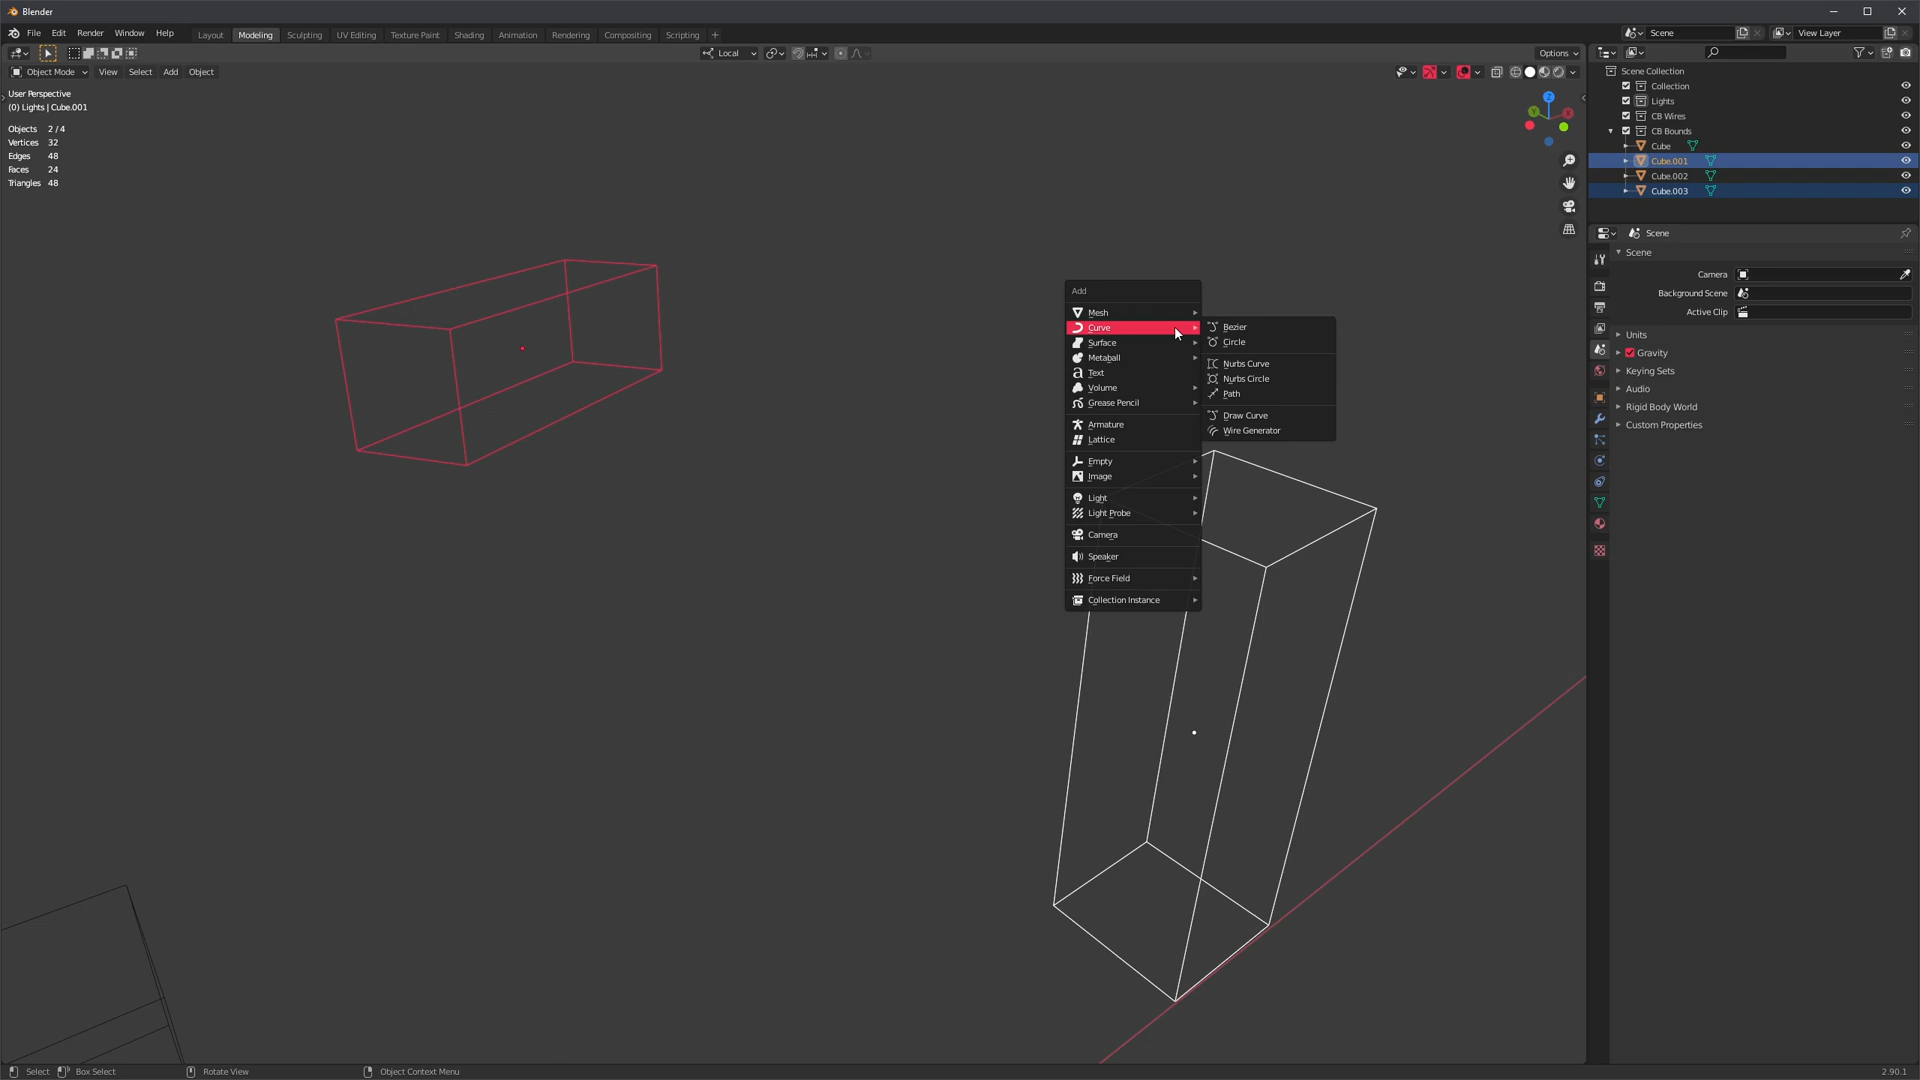 Blender
File Edit Render Window Help
Layout Modeling Sculpting UV Editing Texture Paint Shading Animation Rendering Compositing Scripting +
Scene
View Layer
Local
Options
Object Mode View Select Add Object
User Perspective
(0) Lights | Cube.001
Objects 2 / 4
Vertices 32
Edges 48
Faces 24
Triangles 48
Z
Y
X
Add
Mesh
Curve
Surface
Metaball
Text
Volume
Grease Pencil
Armature
Lattice
Empty
Image
Light
Light Probe
Camera
Speaker
Force Field
Collection Instance
Bezier
Circle
Nurbs Curve
Nurbs Circle
Path
Draw Curve
Wire Generator
Scene Collection
Collection
Lights
CB Wires
CB Bounds
Cube
Cube.001
Cube.002
Cube.003
Scene
Scene
Camera
Background Scene
Active Clip
Units
Gravity
Keying Sets
Audio
Rigid Body World
Custom Properties
Select Box Select Rotate View Object Context Menu 2.90.1